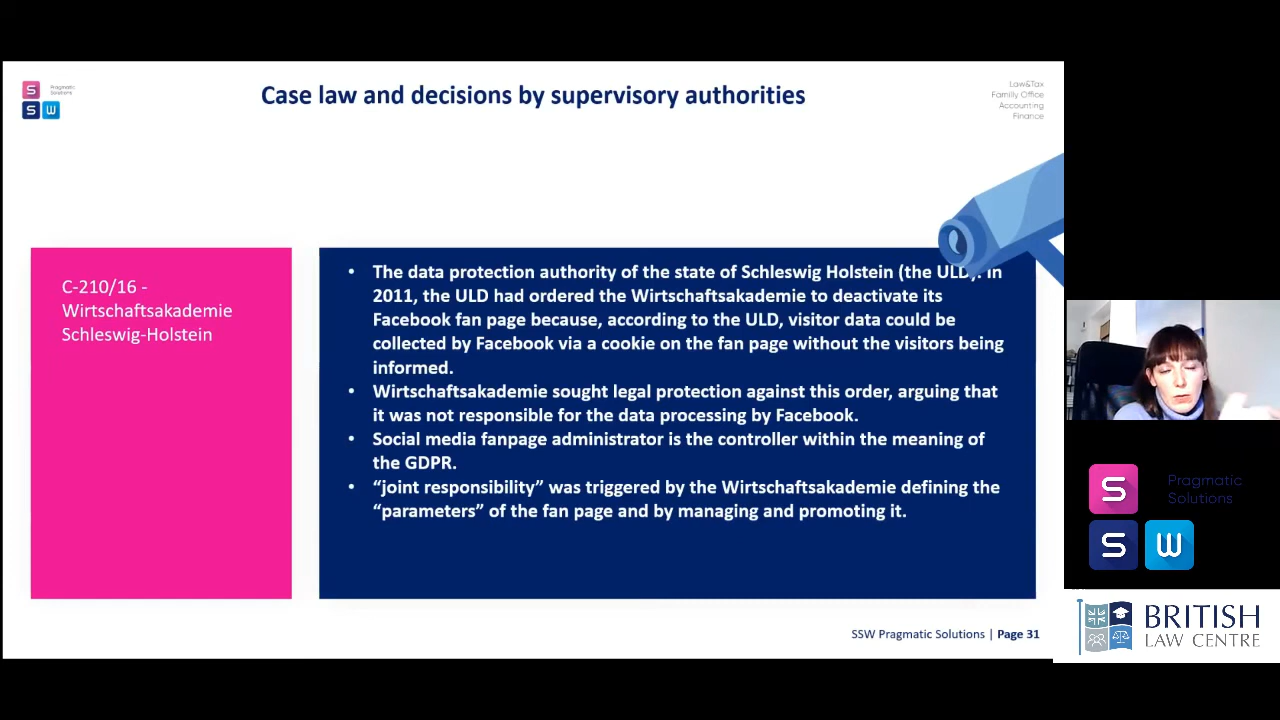 S
Pragmatic
Solutions
S W
Case law and decisions by supervisory authorities
Law&Tax
Family Office
Accounting
Finance
C-210/16 -
Wirtschaftsakademie
Schleswig-Holstein
• The data protection authority of the state of Schleswig Holstein (the ULD). In
2011, the ULD had ordered the Wirtschaftsakademie to deactivate its
Facebook fan page because, according to the ULD, visitor data could be
collected by Facebook via a cookie on the fan page without the visitors being
informed.
• Wirtschaftsakademie sought legal protection against this order, arguing that
it was not responsible for the data processing by Facebook.
• Social media fanpage administrator is the controller within the meaning of
the GDPR.
• “joint responsibility” was triggered by the Wirtschaftsakademie defining the
“parameters” of the fan page and by managing and promoting it.
SSW Pragmatic Solutions | Page 31
S
Pragmatic
Solutions
S W
BRITISH
LAW CENTRE